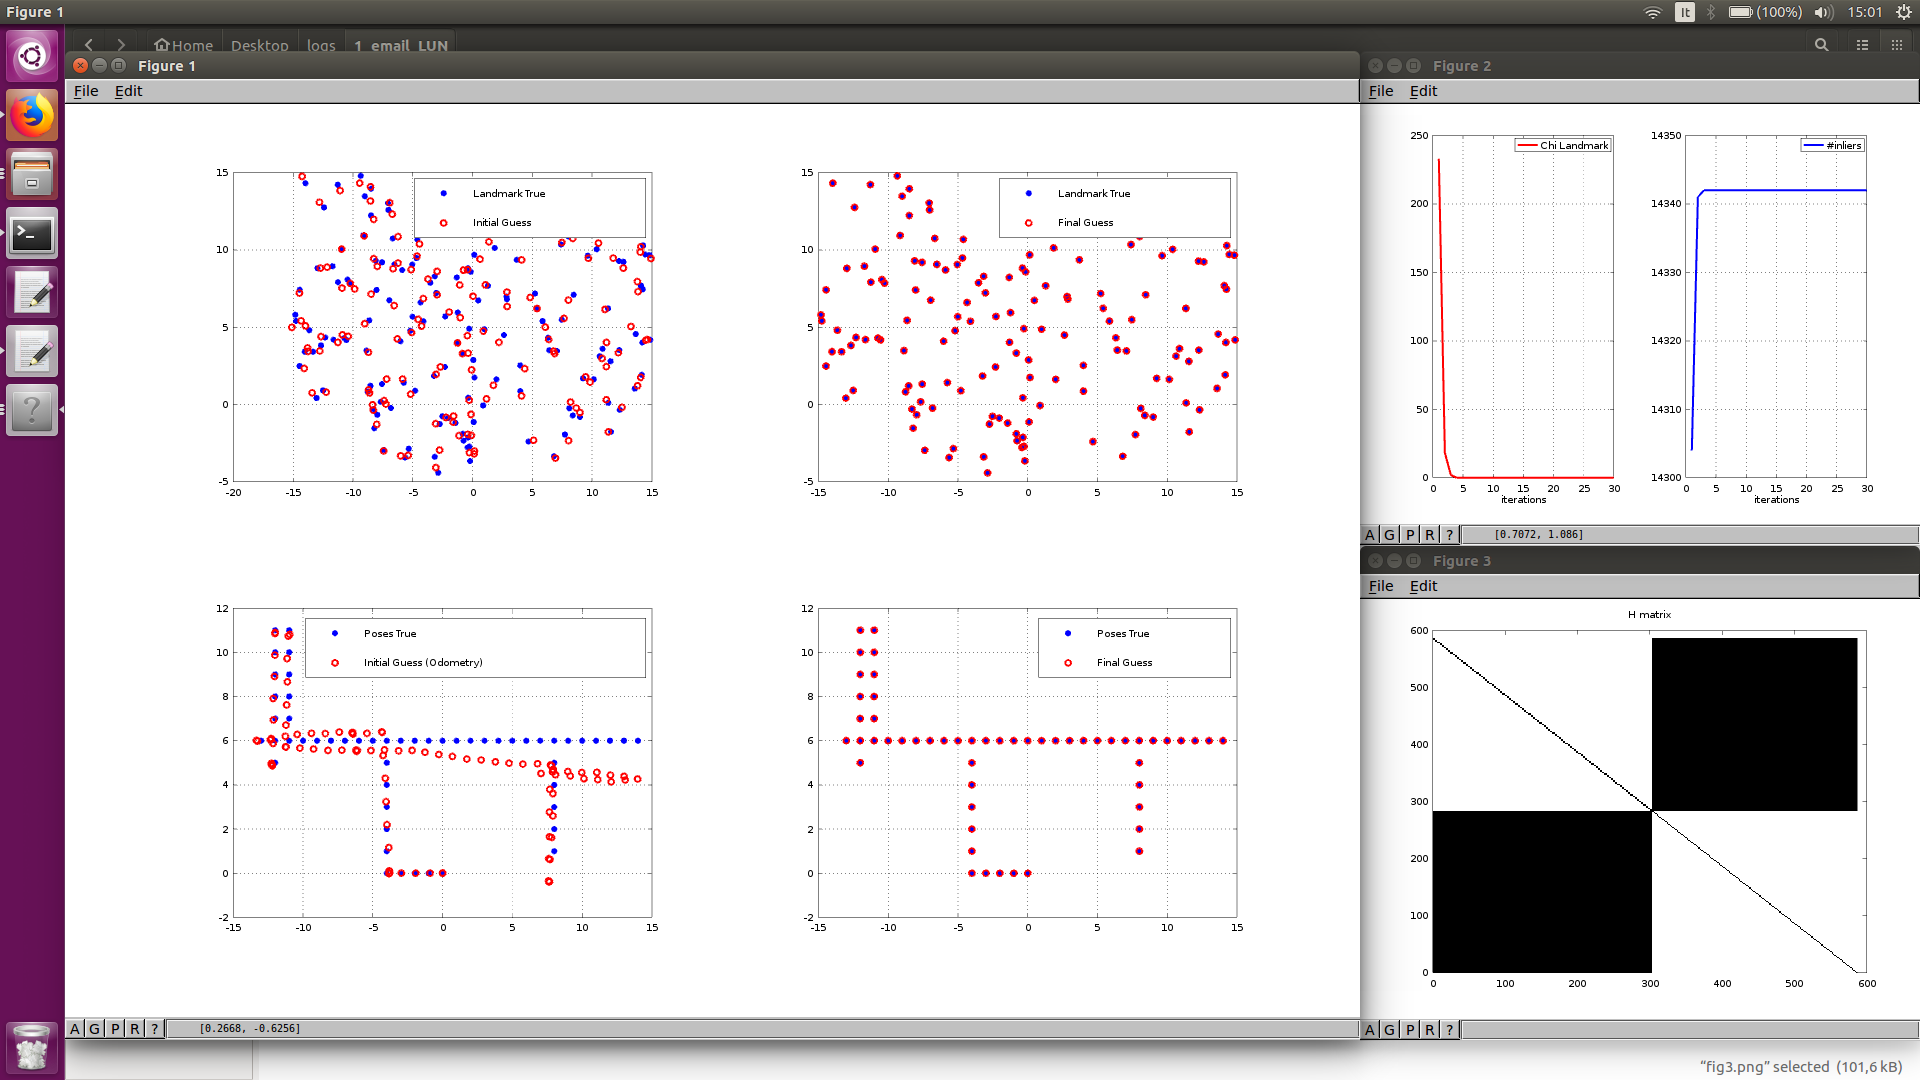 Figure 1
It
(100%)
15:01
Home
Desktop
logs
1_email_LUN
Figure 1
File Edit
15
10
5
0
-5
-20 -15 -10 -5 0 5 10 15
Landmark True
Initial Guess
15
10
5
0
-5
-15 -10 -5 0 5 10 15
Landmark True
Final Guess
12
10
8
6
4
2
0
-2
-15 -10 -5 0 5 10 15
Poses True
Initial Guess (Odometry)
12
10
8
6
4
2
0
-2
-15 -10 -5 0 5 10 15
Poses True
Final Guess
A G P R ? [0.2668, -0.6256]
Figure 2
File Edit
250
200
150
100
50
0
0 5 10 15 20 25 30
iterations
Chi Landmark
14350
14340
14330
14320
14310
14300
0 5 10 15 20 25 30
iterations
#inliers
A G P R ? [0.7072, 1.086]
Figure 3
File Edit
H matrix
600
500
400
300
200
100
0
0 100 200 300 400 500 600
A G P R ?
“fig3.png” selected (101,6 kB)